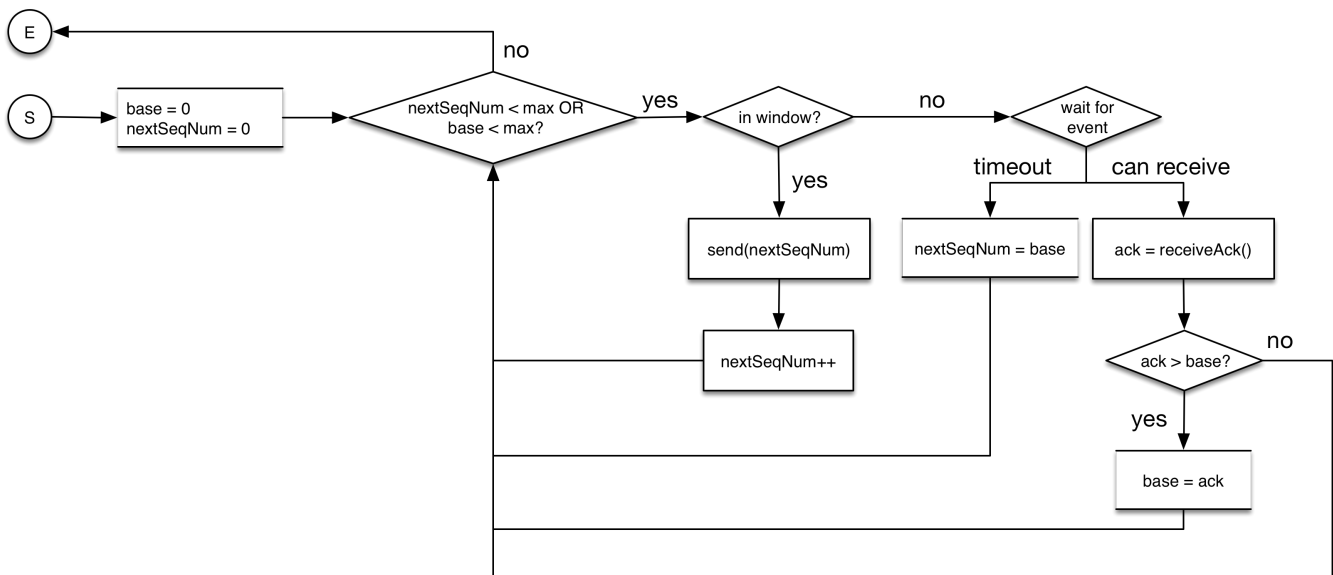 E
no
S
base = 0
nextSeqNum = 0
nextSeqNum < max OR
base < max?
yes
in window?
no
wait for
event
yes
timeout
can receive
send(nextSeqNum)
nextSeqNum = base
ack = receiveAck()
nextSeqNum++
ack > base?
no
yes
base = ack